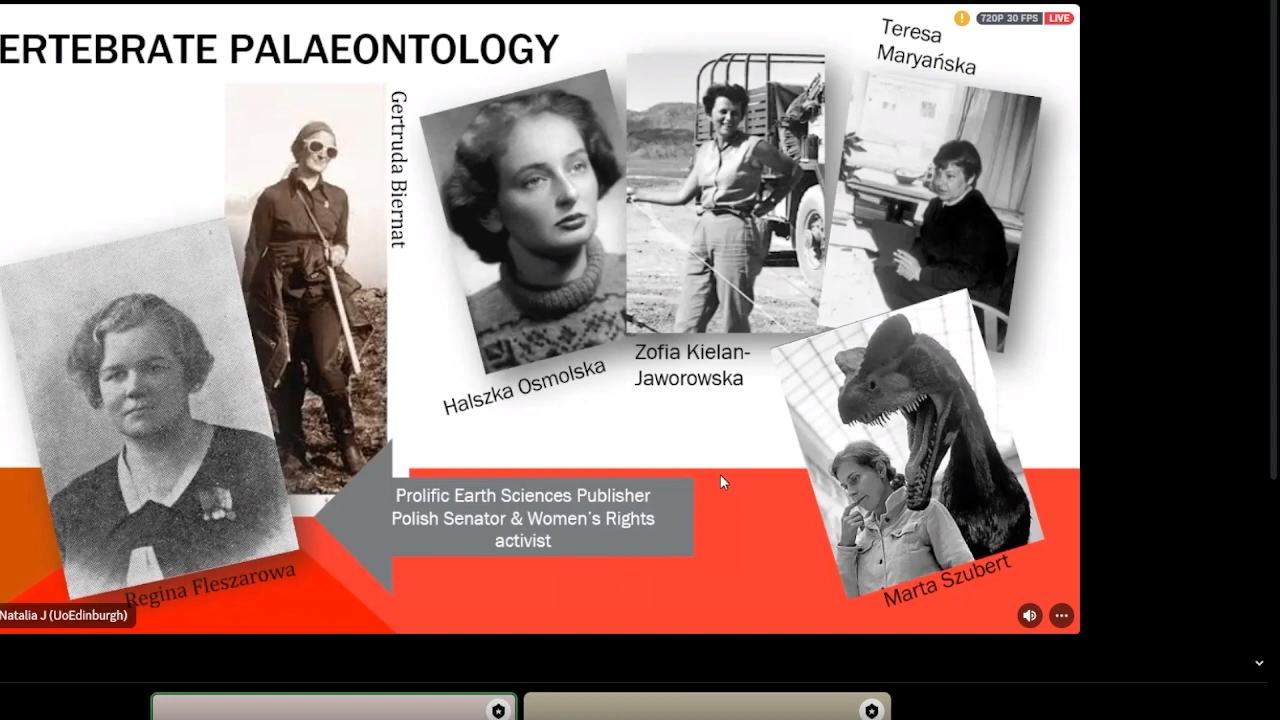 ERTEBRATE PALAEONTOLOGY
! 720P 30 FPS LIVE
Teresa
Maryańska
Gertruda Biernat
Halszka Osmolska
Zofia Kielan-
Jaworowska
Prolific Earth Sciences Publisher
Polish Senator & Women's Rights
activist
Regina Fleszarowa
Marta Szubert
Natalia J (UoEdinburgh)